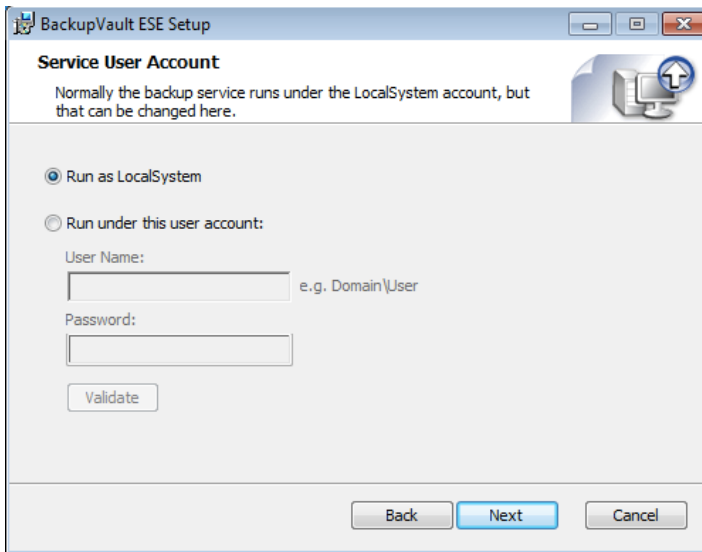 BackupVault ESE Setup
Service User Account
Normally the backup service runs under the LocalSystem account, but
that can be changed here.
Run as LocalSystem
Run under this user account:
User Name:
e.g. Domain\User
Password:
Validate
Back Next Cancel